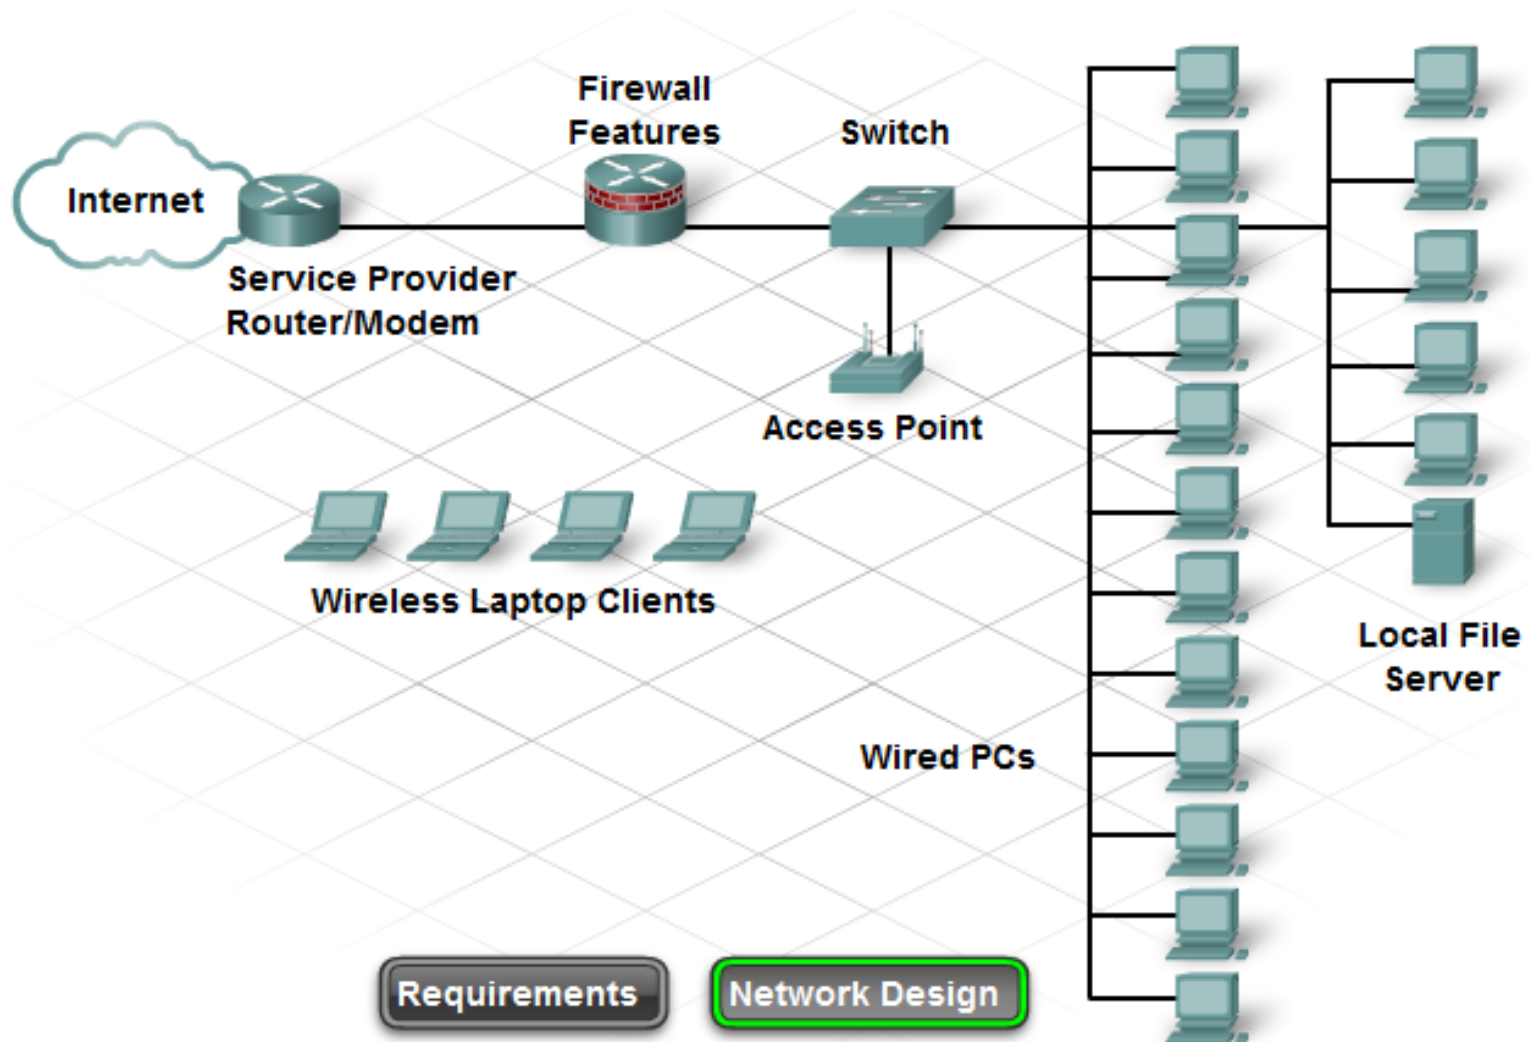 Firewall
Features
Switch
Internet
Service Provider
Router/Modem
Access Point
Wireless Laptop Clients
Local File
Server
Wired PCs
Requirements
Network Design